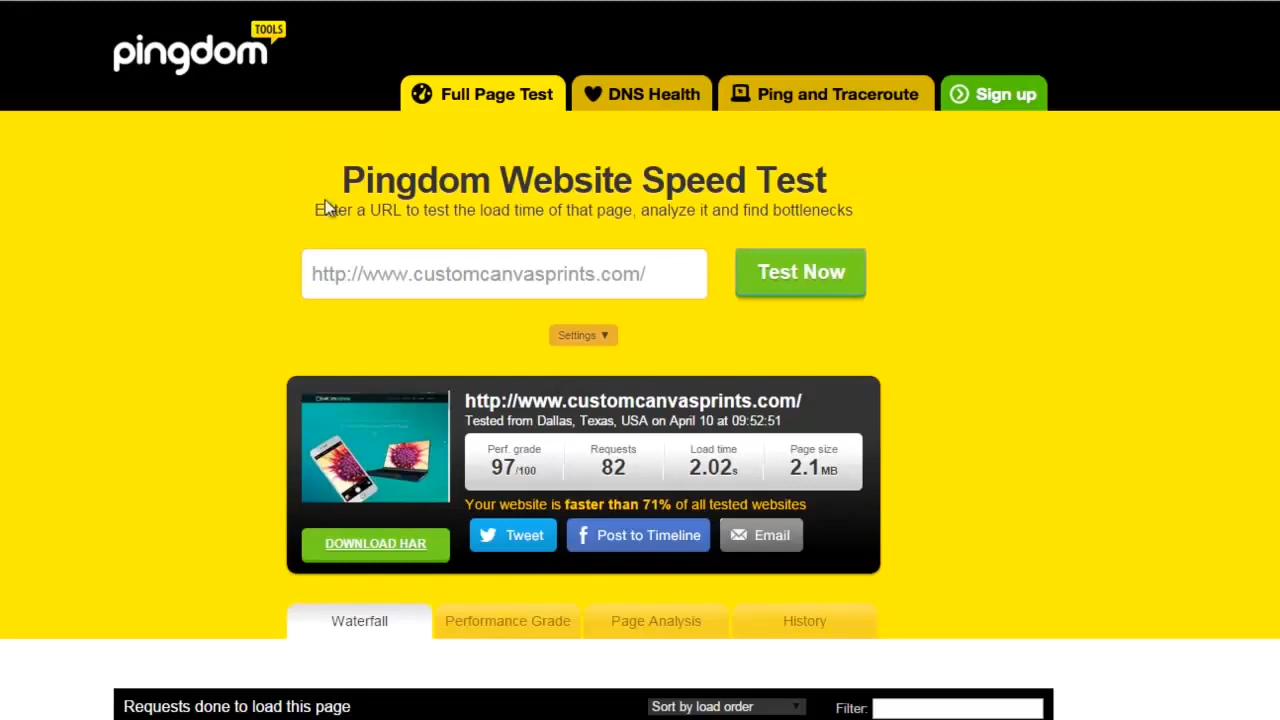 pingdom TOOLS
Full Page Test DNS Health Ping and Traceroute Sign up
Pingdom Website Speed Test
Enter a URL to test the load time of that page, analyze it and find bottlenecks
http://www.customcanvasprints.com/ Test Now
Settings ▼
http://www.customcanvasprints.com/
Tested from Dallas, Texas, USA on April 10 at 09:52:51
Perf. grade Requests Load time Page size
97/100 82 2.02s 2.1MB
Your website is faster than 71% of all tested websites
DOWNLOAD HAR Tweet Post to Timeline Email
Waterfall Performance Grade Page Analysis History
Requests done to load this page Sort by load order Filter: